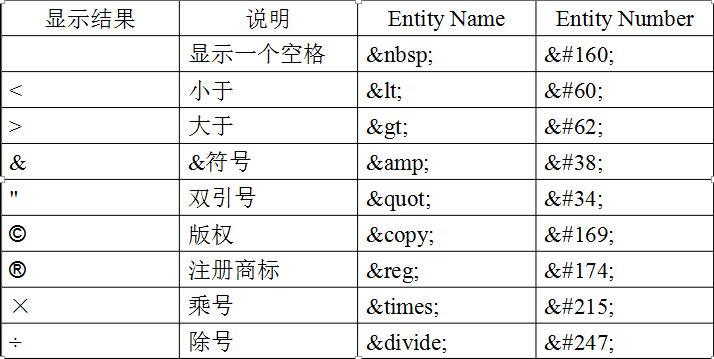 显示结果 说明 Entity Name Entity Number
显示一个空格 &nbsp; &#160;
< 小于 &lt; &#60;
> 大于 &gt; &#62;
& &符号 &amp; &#38;
" 双引号 &quot; &#34;
© 版权 &copy; &#169;
® 注册商标 &reg; &#174;
× 乘号 &times; &#215;
÷ 除号 &divide; &#247;